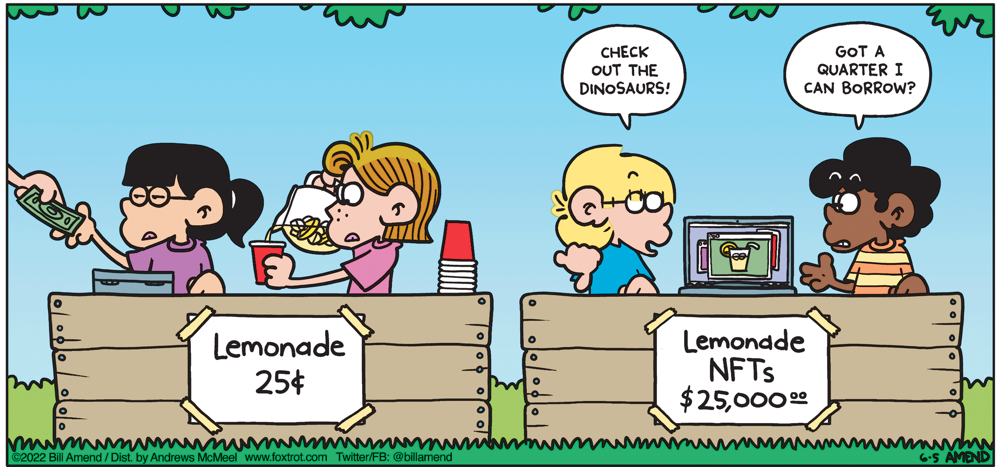 CHECK
OUT THE
DINOSAURS!
GOT A
QUARTER I
CAN BORROW?
Lemonade
25¢
Lemonade
NFTs
$25,000.00
©2022 Bill Amend / Dist. by Andrews McMeel www.foxtrot.com Twitter/FB: @billamend
6·5 AMEND